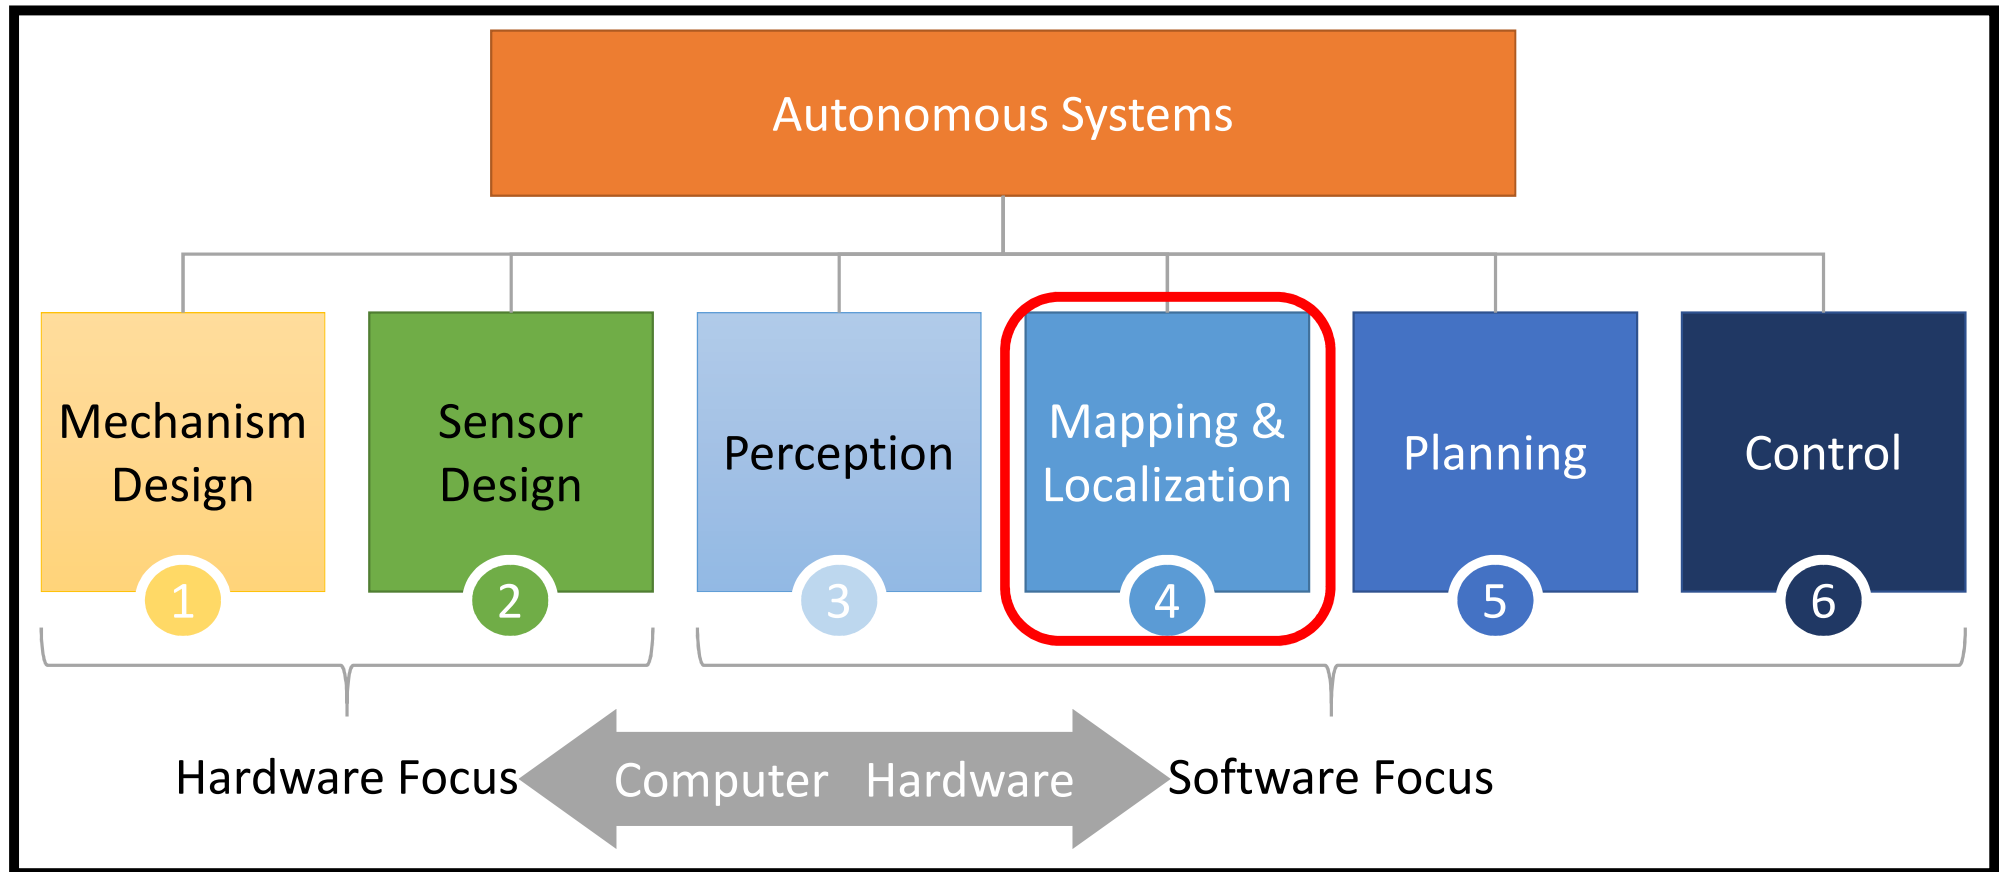 Autonomous Systems
Mechanism
Design
1
Sensor
Design
2
Perception
3
Mapping &
Localization
4
Planning
5
Control
6
Hardware Focus
Computer Hardware
Software Focus